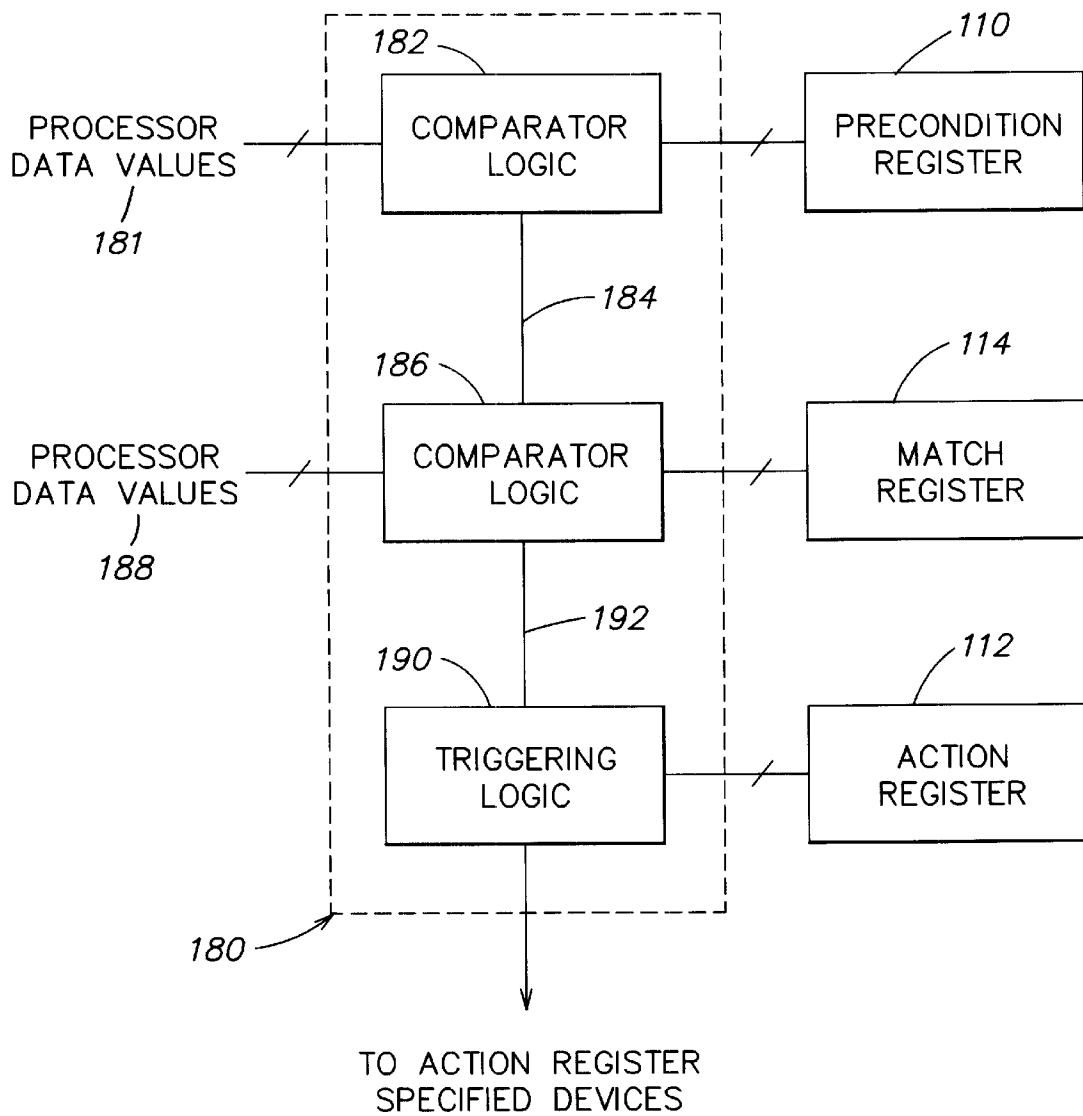 182
110
PROCESSOR
DATA VALUES
181
COMPARATOR
LOGIC
PRECONDITION
REGISTER
184
186
114
PROCESSOR
DATA VALUES
188
COMPARATOR
LOGIC
MATCH
REGISTER
192
190
112
TRIGGERING
LOGIC
ACTION
REGISTER
180
TO ACTION REGISTER
SPECIFIED DEVICES